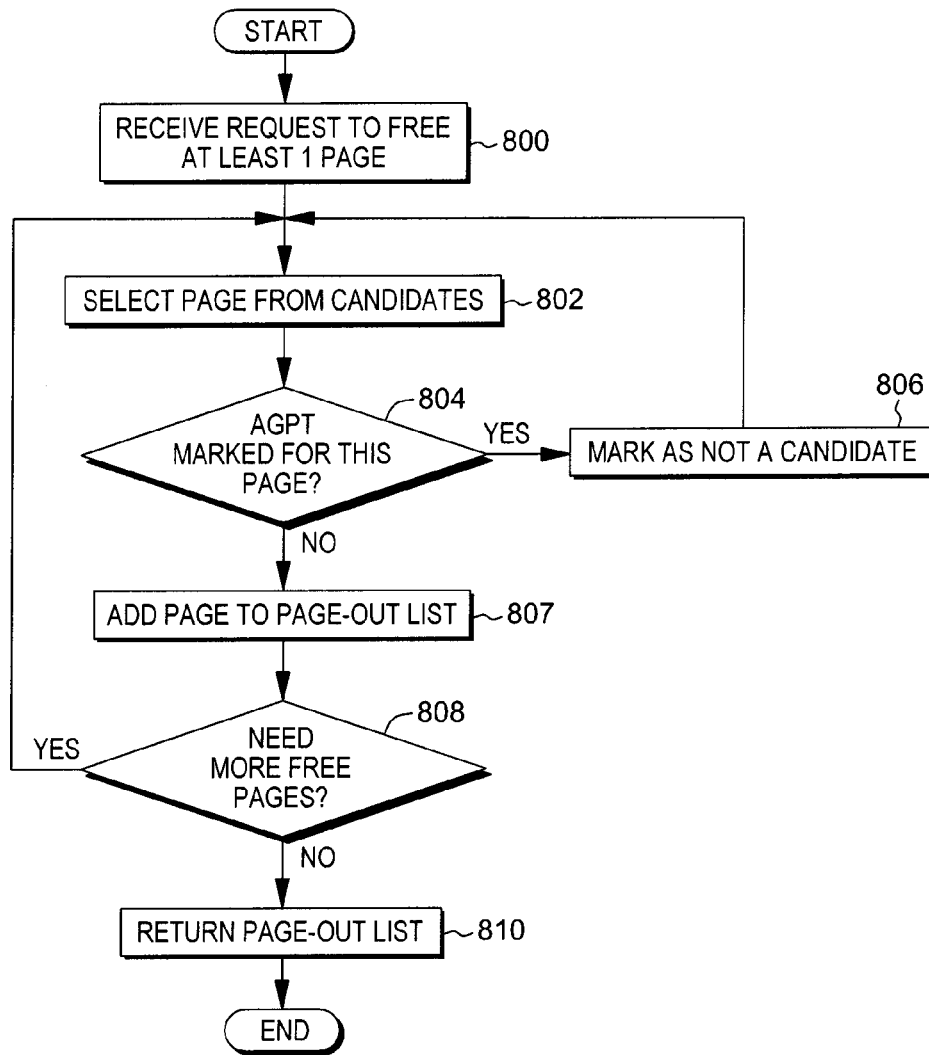 START
RECEIVE REQUEST TO FREE
AT LEAST 1 PAGE
800
SELECT PAGE FROM CANDIDATES
802
804
AGPT
MARKED FOR THIS
PAGE?
YES
806
MARK AS NOT A CANDIDATE
NO
ADD PAGE TO PAGE-OUT LIST
807
808
YES
NEED
MORE FREE
PAGES?
NO
RETURN PAGE-OUT LIST
810
END